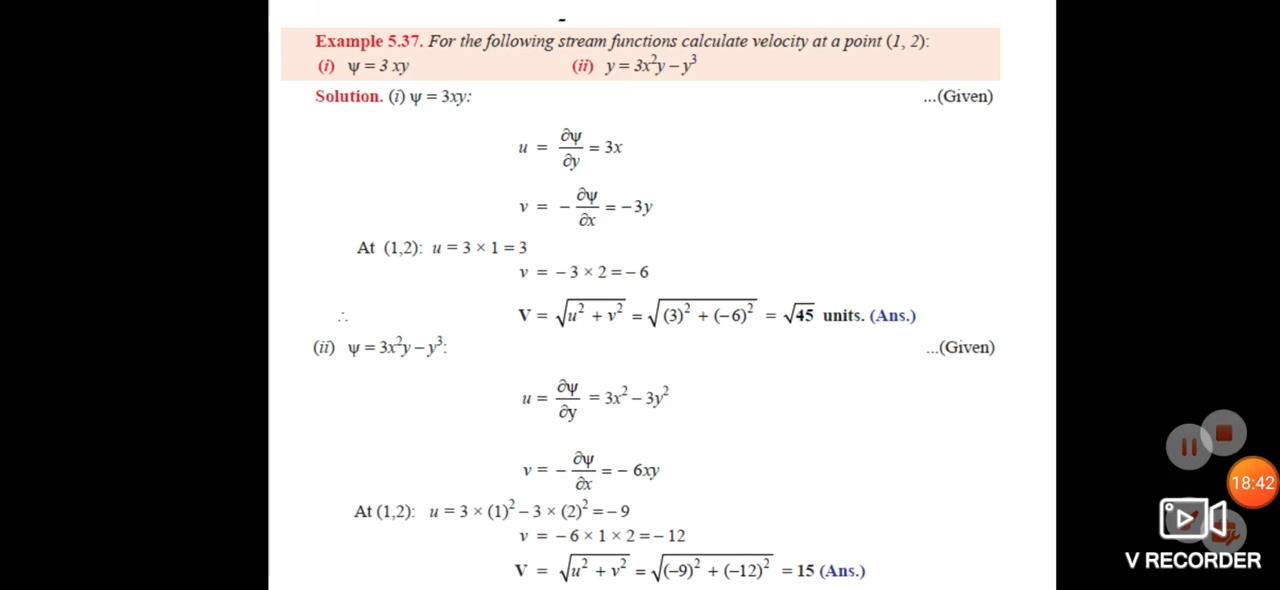 Example 5.37. For the following stream functions calculate velocity at a point (1, 2):
(i) ψ = 3 xy (ii) y = 3x²y – y³
Solution. (i) ψ = 3xy: ...(Given)
u = ∂ψ/∂y = 3x
v = – ∂ψ/∂x = – 3y
At (1,2): u = 3 × 1 = 3
v = – 3 × 2 = – 6
∴ V = √(u² + v²) = √((3)² + (–6)²) = √45 units. (Ans.)
(ii) ψ = 3x²y – y³: ...(Given)
u = ∂ψ/∂y = 3x² – 3y²
v = – ∂ψ/∂x = – 6xy
At (1,2): u = 3 × (1)² – 3 × (2)² = – 9
v = – 6 × 1 × 2 = – 12
V = √(u² + v²) = √((–9)² + (–12)²) = 15 (Ans.)
18:42
V RECORDER